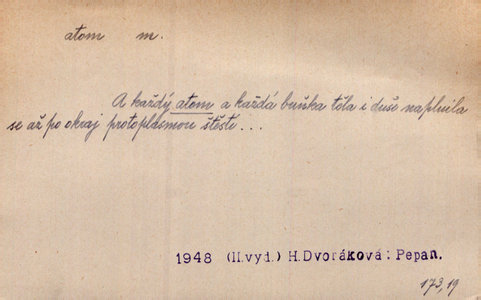 atom m.
A každý atom a každá buňka těla i duše naplnila
se až po okraj protoplasmou štěstí...
1948 (II.vyd.) H.Dvořáková: Pepan.
173,19